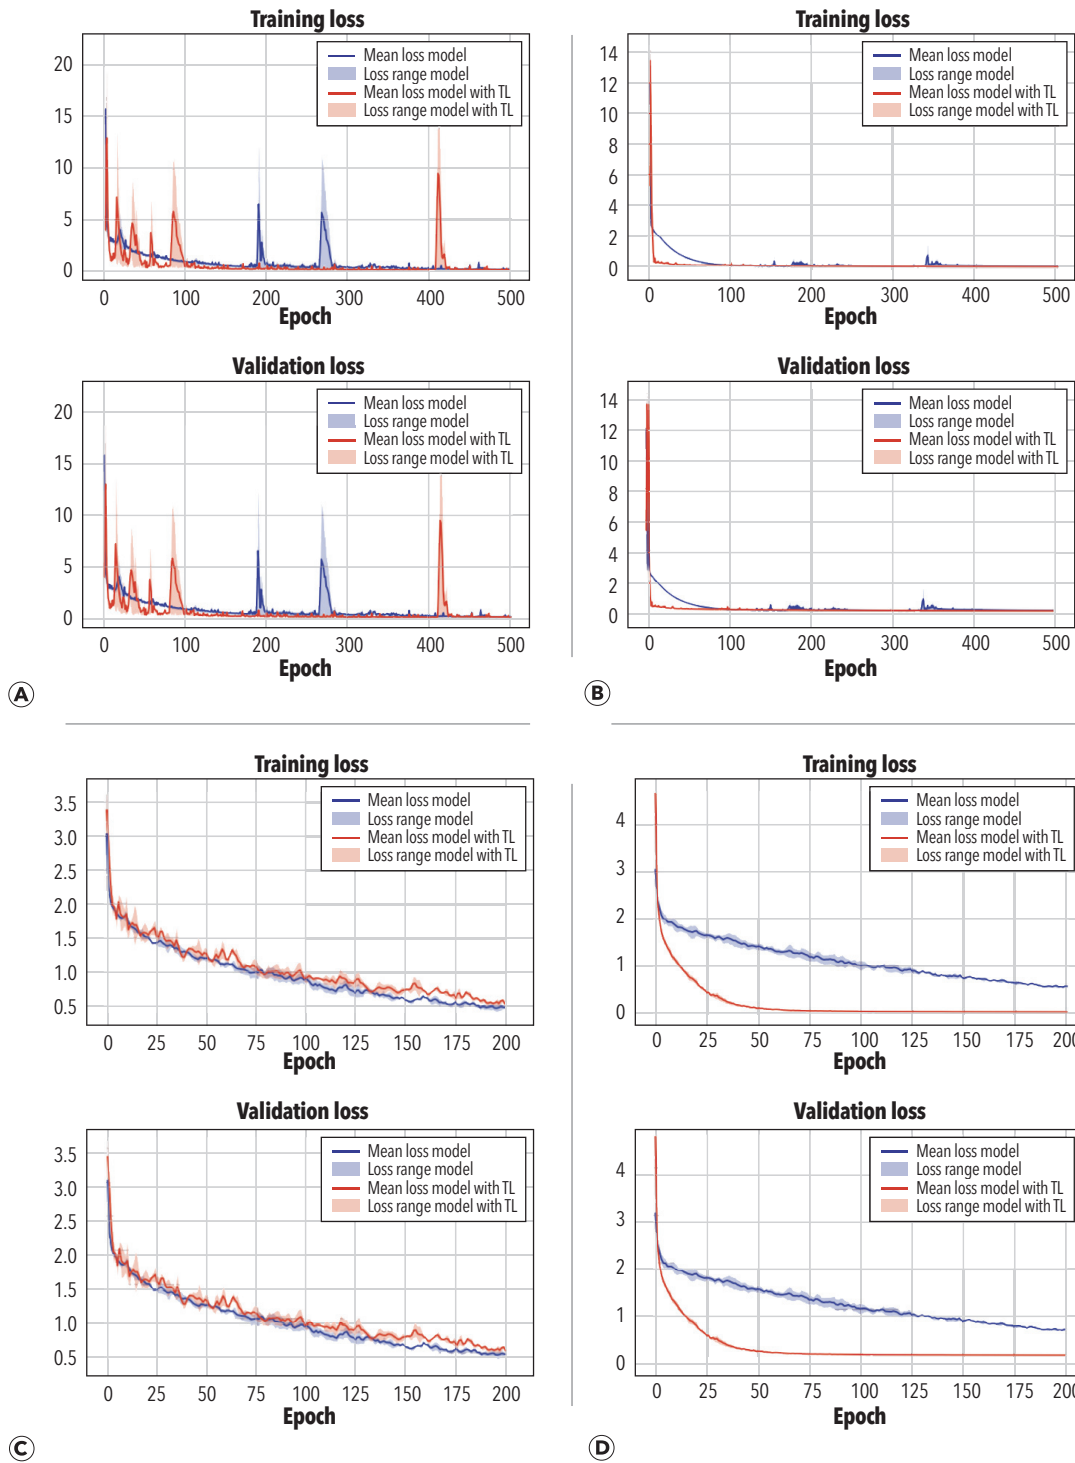 Training loss
20
15
10
5
0
Mean loss model
Loss range model
Mean loss model with TL
Loss range model with TL
0 100 200 300 400 500
Epoch
Validation loss
20
15
10
5
0
Mean loss model
Loss range model
Mean loss model with TL
Loss range model with TL
0 100 200 300 400 500
Epoch
A
Training loss
14
12
10
8
6
4
2
0
Mean loss model
Loss range model
Mean loss model with TL
Loss range model with TL
0 100 200 300 400 500
Epoch
Validation loss
14
12
10
8
6
4
2
0
Mean loss model
Loss range model
Mean loss model with TL
Loss range model with TL
0 100 200 300 400 500
Epoch
B
Training loss
3.5
3.0
2.5
2.0
1.5
1.0
0.5
Mean loss model
Loss range model
Mean loss model with TL
Loss range model with TL
0 25 50 75 100 125 150 175 200
Epoch
Validation loss
3.5
3.0
2.5
2.0
1.5
1.0
0.5
Mean loss model
Loss range model
Mean loss model with TL
Loss range model with TL
0 25 50 75 100 125 150 175 200
Epoch
C
Training loss
4
3
2
1
0
Mean loss model
Loss range model
Mean loss model with TL
Loss range model with TL
0 25 50 75 100 125 150 175 200
Epoch
Validation loss
4
3
2
1
0
Mean loss model
Loss range model
Mean loss model with TL
Loss range model with TL
0 25 50 75 100 125 150 175 200
Epoch
D